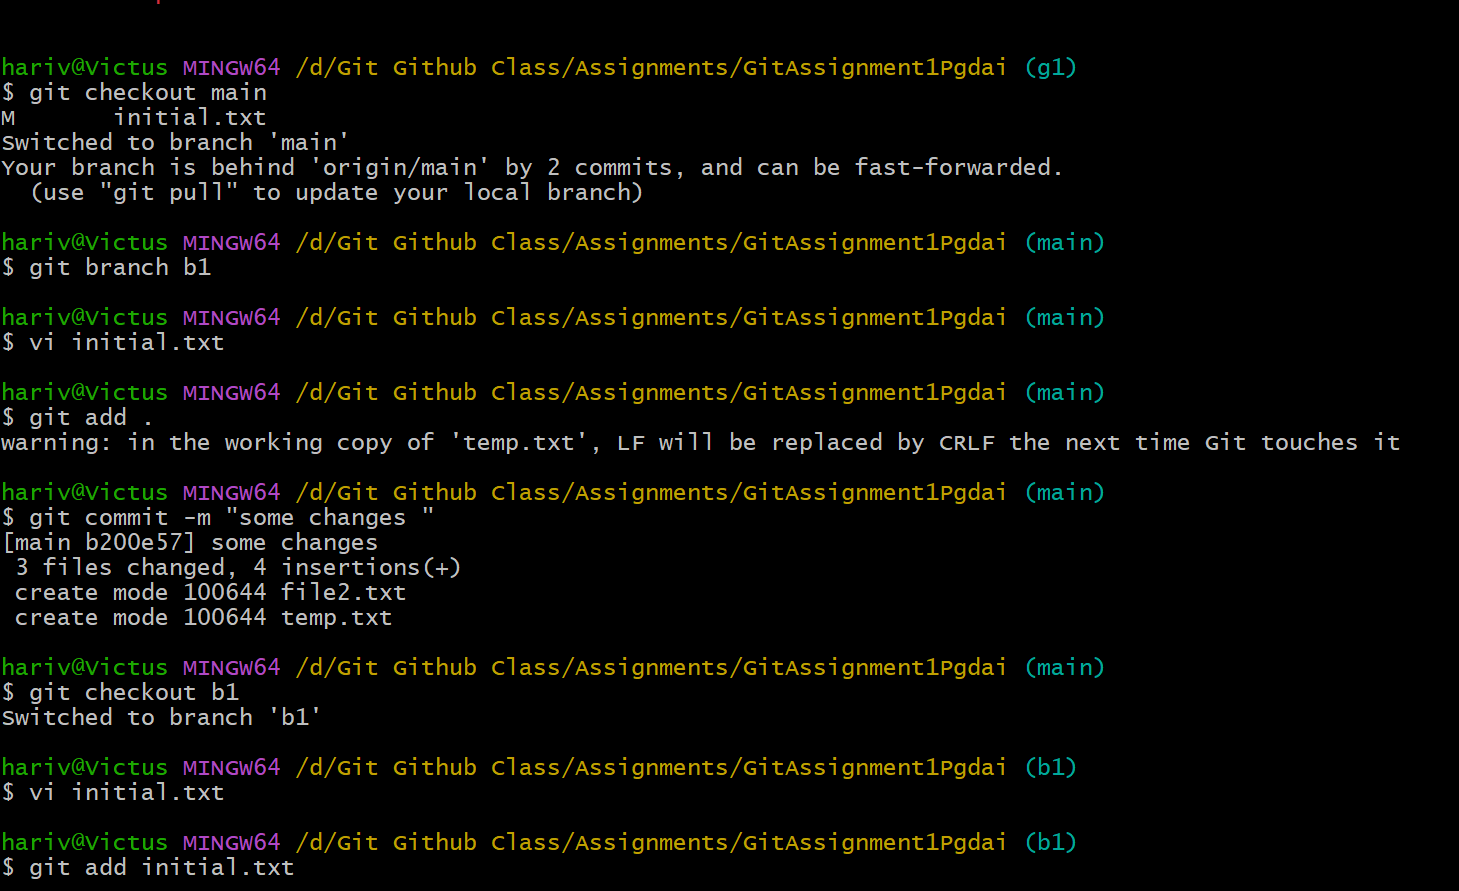 hariv@Victus MINGW64 /d/Git Github Class/Assignments/GitAssignment1Pgdai (g1)
$ git checkout main
M       initial.txt
Switched to branch 'main'
Your branch is behind 'origin/main' by 2 commits, and can be fast-forwarded.
  (use "git pull" to update your local branch)
hariv@Victus MINGW64 /d/Git Github Class/Assignments/GitAssignment1Pgdai (main)
$ git branch b1
hariv@Victus MINGW64 /d/Git Github Class/Assignments/GitAssignment1Pgdai (main)
$ vi initial.txt
hariv@Victus MINGW64 /d/Git Github Class/Assignments/GitAssignment1Pgdai (main)
$ git add .
warning: in the working copy of 'temp.txt', LF will be replaced by CRLF the next time Git touches it
hariv@Victus MINGW64 /d/Git Github Class/Assignments/GitAssignment1Pgdai (main)
$ git commit -m "some changes "
[main b200e57] some changes
 3 files changed, 4 insertions(+)
 create mode 100644 file2.txt
 create mode 100644 temp.txt
hariv@Victus MINGW64 /d/Git Github Class/Assignments/GitAssignment1Pgdai (main)
$ git checkout b1
Switched to branch 'b1'
hariv@Victus MINGW64 /d/Git Github Class/Assignments/GitAssignment1Pgdai (b1)
$ vi initial.txt
hariv@Victus MINGW64 /d/Git Github Class/Assignments/GitAssignment1Pgdai (b1)
$ git add initial.txt